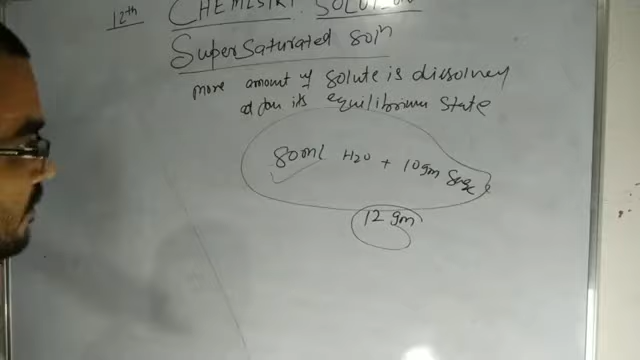 12th CHEMISTRY SOLUTION
Supersaturated soln
more amount of solute is dissolved
its equilibrium state
80ml H2O + 10gm
12 gm